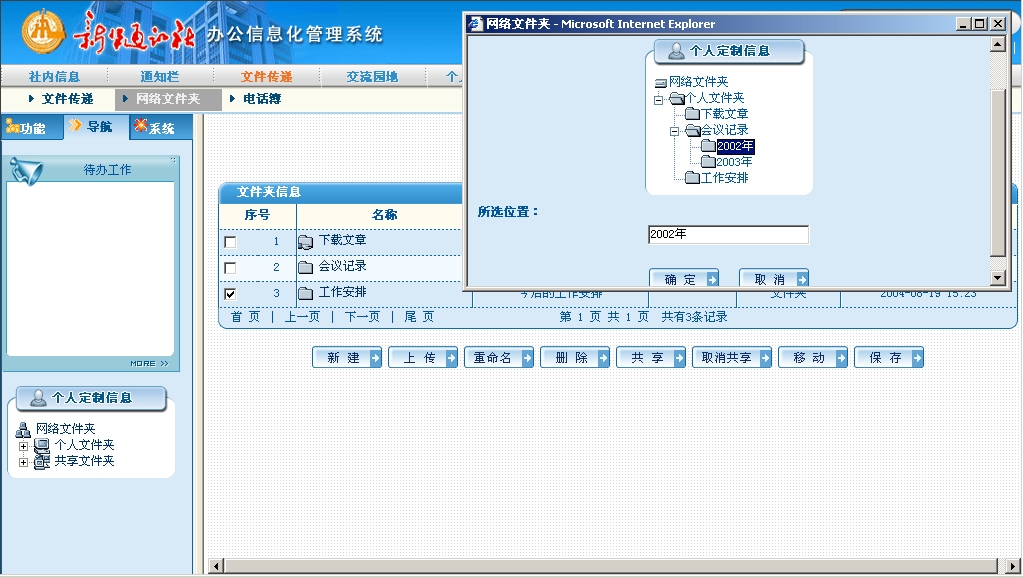 新华通讯社 办公信息化管理系统
社内信息 通知栏 文件传递 交流园地 个人
文件传递 网络文件夹 电话簿
功能 导航 系统
待办工作
MORE >>
个人定制信息
网络文件夹
个人文件夹
共享文件夹
文件夹信息
序号 名称
1 下载文章
2 会议记录
3 工作安排 今后的工作安排 文件夹 2004-08-19 15:23
首 页 | 上一页 | 下一页 | 尾 页 第 1 页 共 1 页 共有3条记录
新 建 上 传 重命名 删 除 共 享 取消共享 移 动 保 存
网络文件夹 - Microsoft Internet Explorer
个人定制信息
网络文件夹
个人文件夹
下载文章
会议记录
2002年
2003年
工作安排
所选位置：
2002年
确 定 取 消